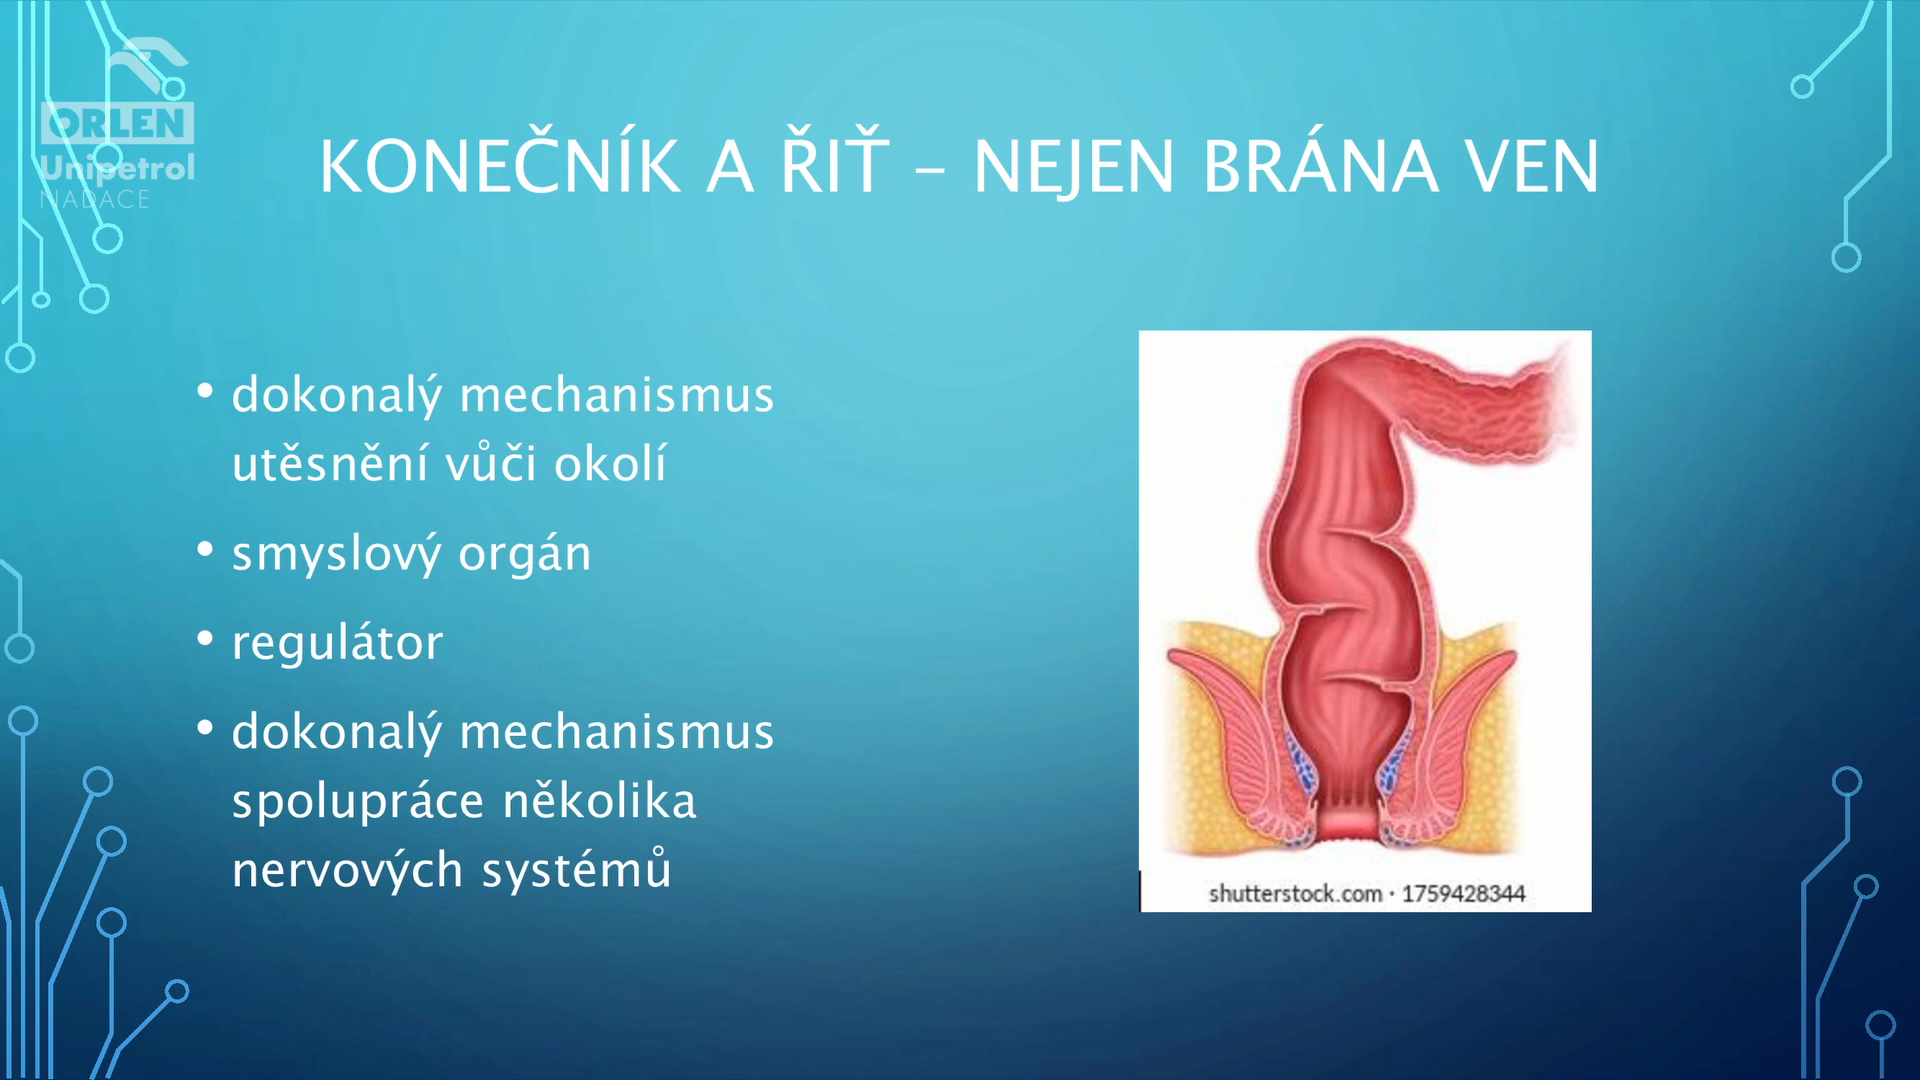 ORLEN
Unipetrol
NADACE
KONEČNÍK A ŘIŤ – NEJEN BRÁNA VEN
• dokonalý mechanismus
utěsnění vůči okolí
• smyslový orgán
• regulátor
• dokonalý mechanismus
spolupráce několika
nervových systémů
shutterstock.com · 1759428344